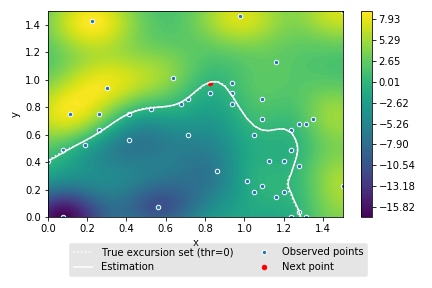 1.4
1.2
1.0
0.8
0.6
0.4
0.2
0.0
y
0.0 0.2 0.4 0.6 0.8 1.0 1.2 1.4
x
7.93
5.29
2.65
0.01
−2.62
−5.26
−7.90
−10.54
−13.18
−15.82
True excursion set (thr=0)
Estimation
Observed points
Next point